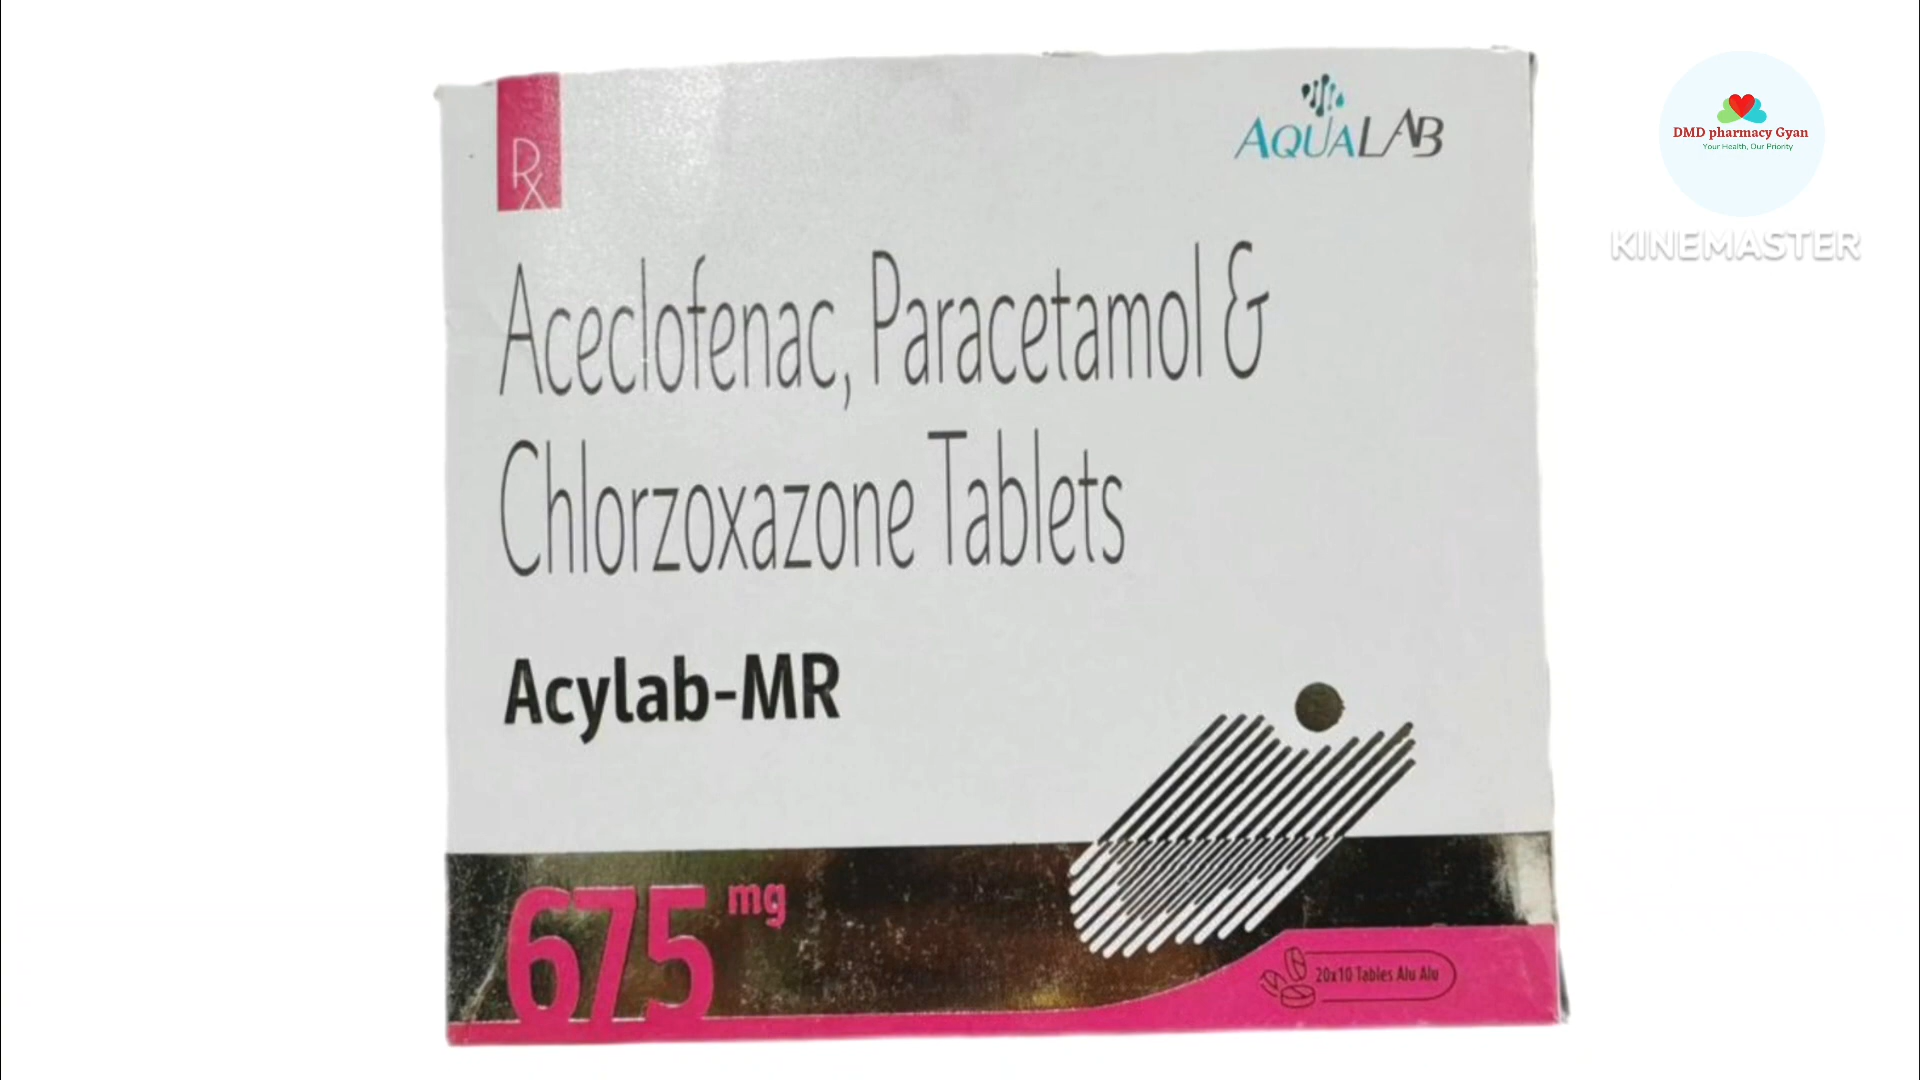 Rx
AQUALAB
Aceclofenac, Paracetamol &
Chlorzoxazone Tablets
Acylab-MR
675 mg
20x10 Tables Alu Alu
DMD pharmacy Gyan
Your Health, Our Priority
KINEMASTER